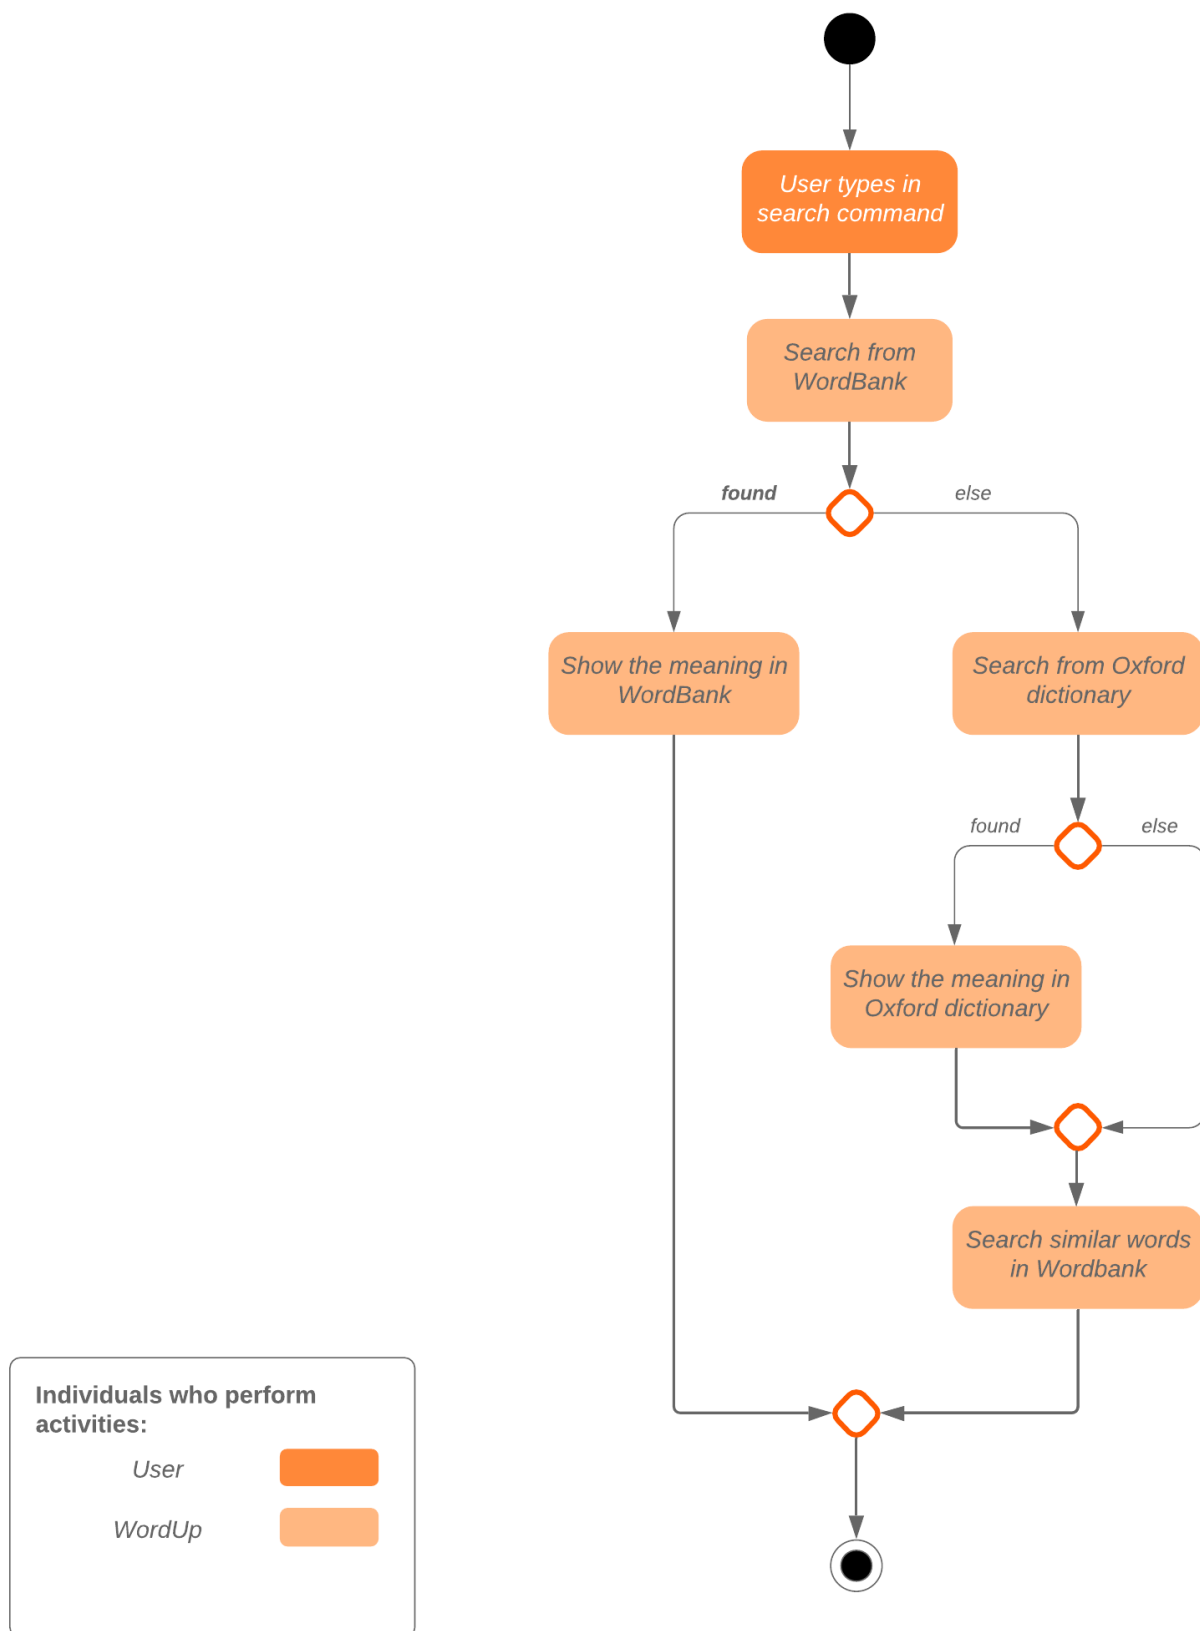 User types in
search command
Search from
WordBank
found
else
Show the meaning in
WordBank
Search from Oxford
dictionary
found
else
Show the meaning in
Oxford dictionary
Search similar words
in Wordbank
Individuals who perform
activities:
User
WordUp